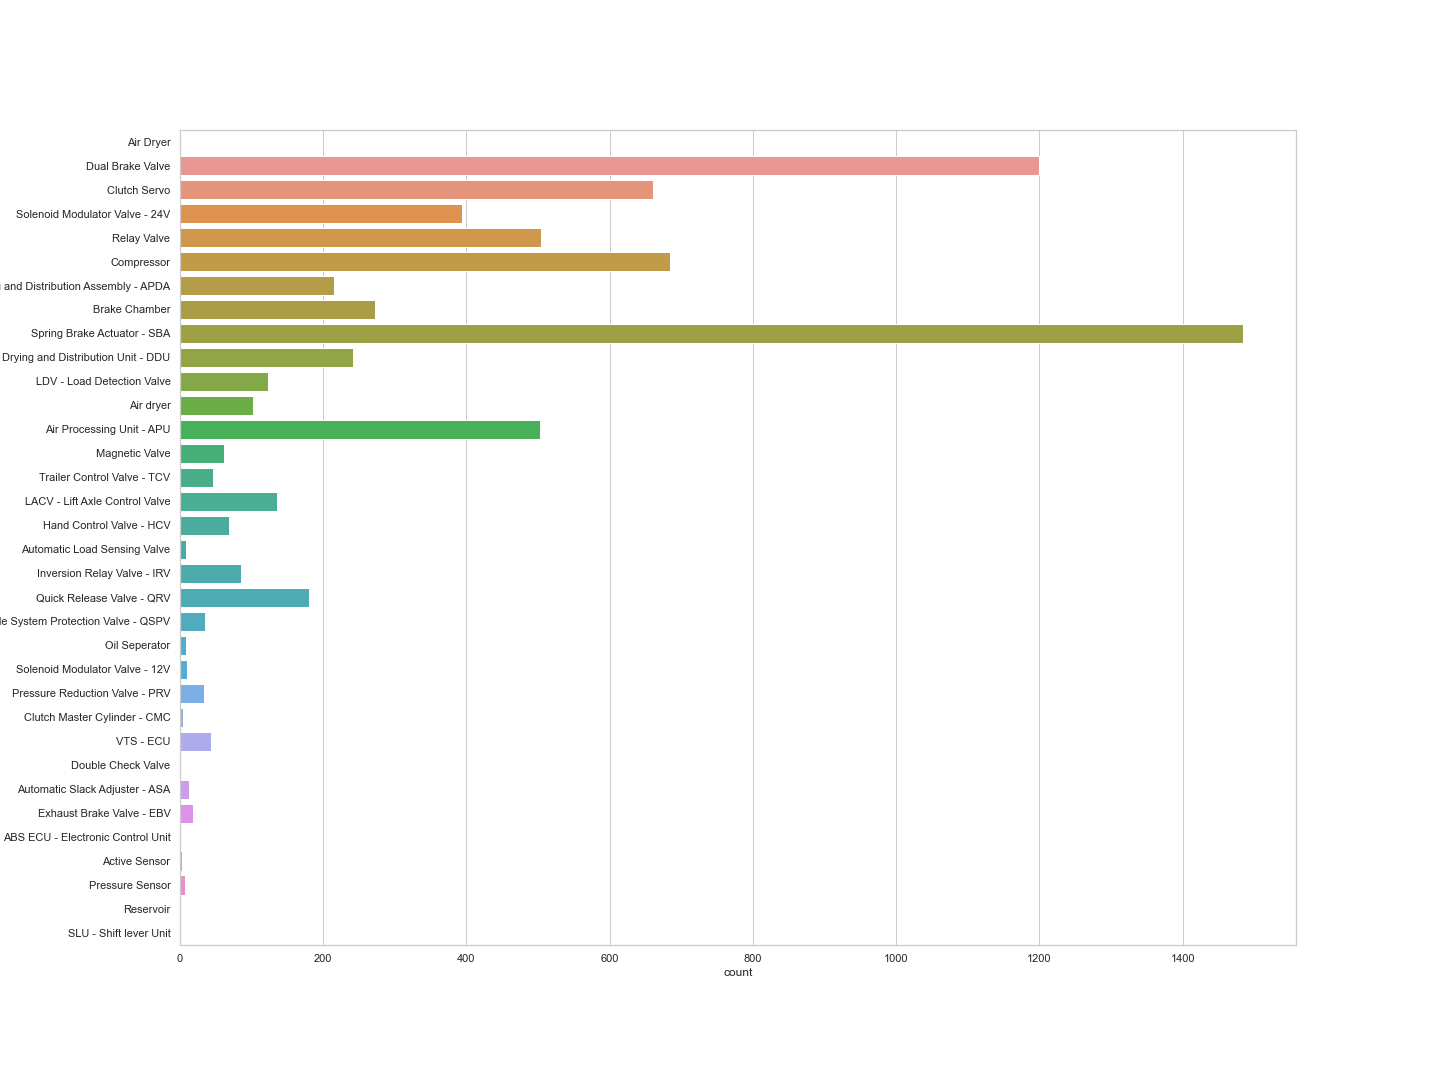 Air Dryer
Dual Brake Valve
Clutch Servo
Solenoid Modulator Valve - 24V
Relay Valve
Compressor
and Distribution Assembly - APDA
Brake Chamber
Spring Brake Actuator - SBA
Drying and Distribution Unit - DDU
LDV - Load Detection Valve
Air dryer
Air Processing Unit - APU
Magnetic Valve
Trailer Control Valve - TCV
LACV - Lift Axle Control Valve
Hand Control Valve - HCV
Automatic Load Sensing Valve
Inversion Relay Valve - IRV
Quick Release Valve - QRV
System Protection Valve - QSPV
Oil Seperator
Solenoid Modulator Valve - 12V
Pressure Reduction Valve - PRV
Clutch Master Cylinder - CMC
VTS - ECU
Double Check Valve
Automatic Slack Adjuster - ASA
Exhaust Brake Valve - EBV
ABS ECU - Electronic Control Unit
Active Sensor
Pressure Sensor
Reservoir
SLU - Shift lever Unit
0 200 400 600 800 1000 1200 1400
count